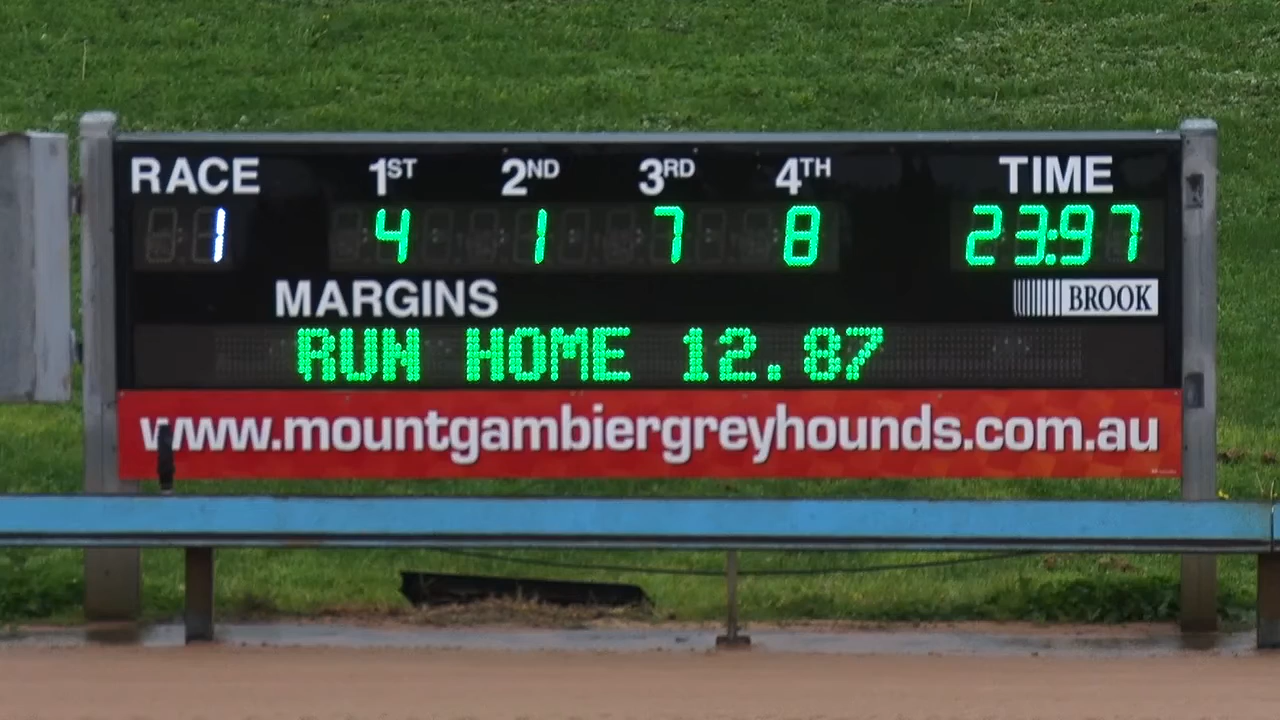 RACE 1ST 2ND 3RD 4TH TIME
1 4 1 7 8 23:97
MARGINS BROOK
RUN HOME 12.87
www.mountgambiergreyhounds.com.au